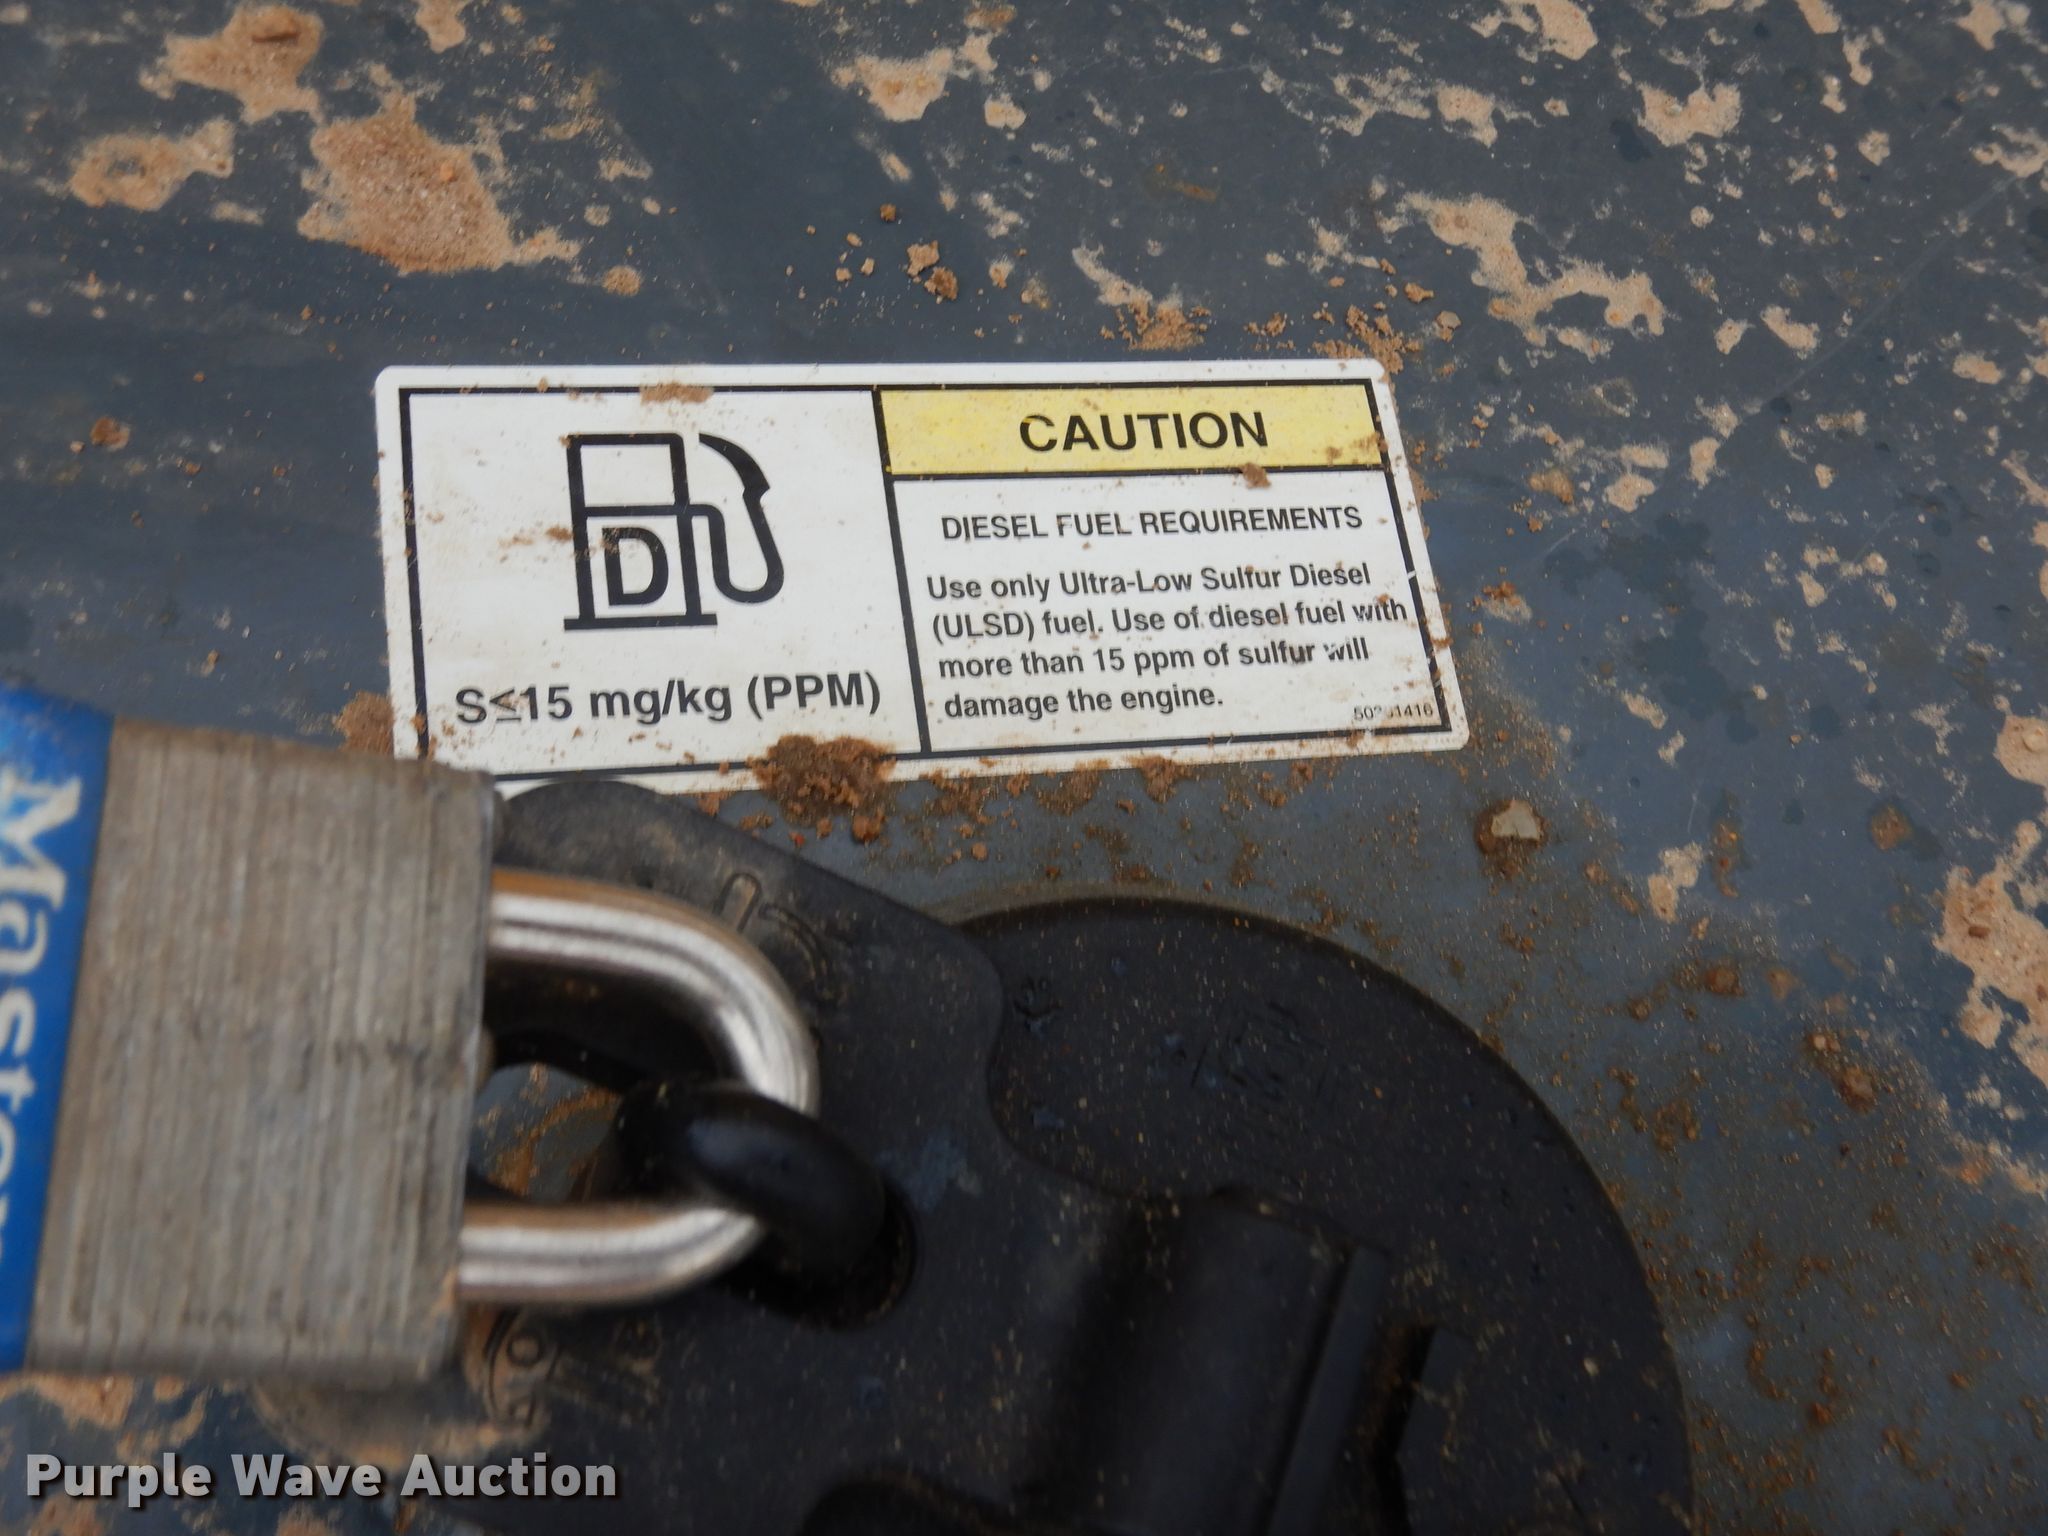 CAUTION
D
DIESEL FUEL REQUIREMENTS
Use only Ultra-Low Sulfur Diesel
(ULSD) fuel. Use of diesel fuel with
more than 15 ppm of sulfur will
damage the engine.
S≤15 mg/kg (PPM)
Master
Purple Wave Auction